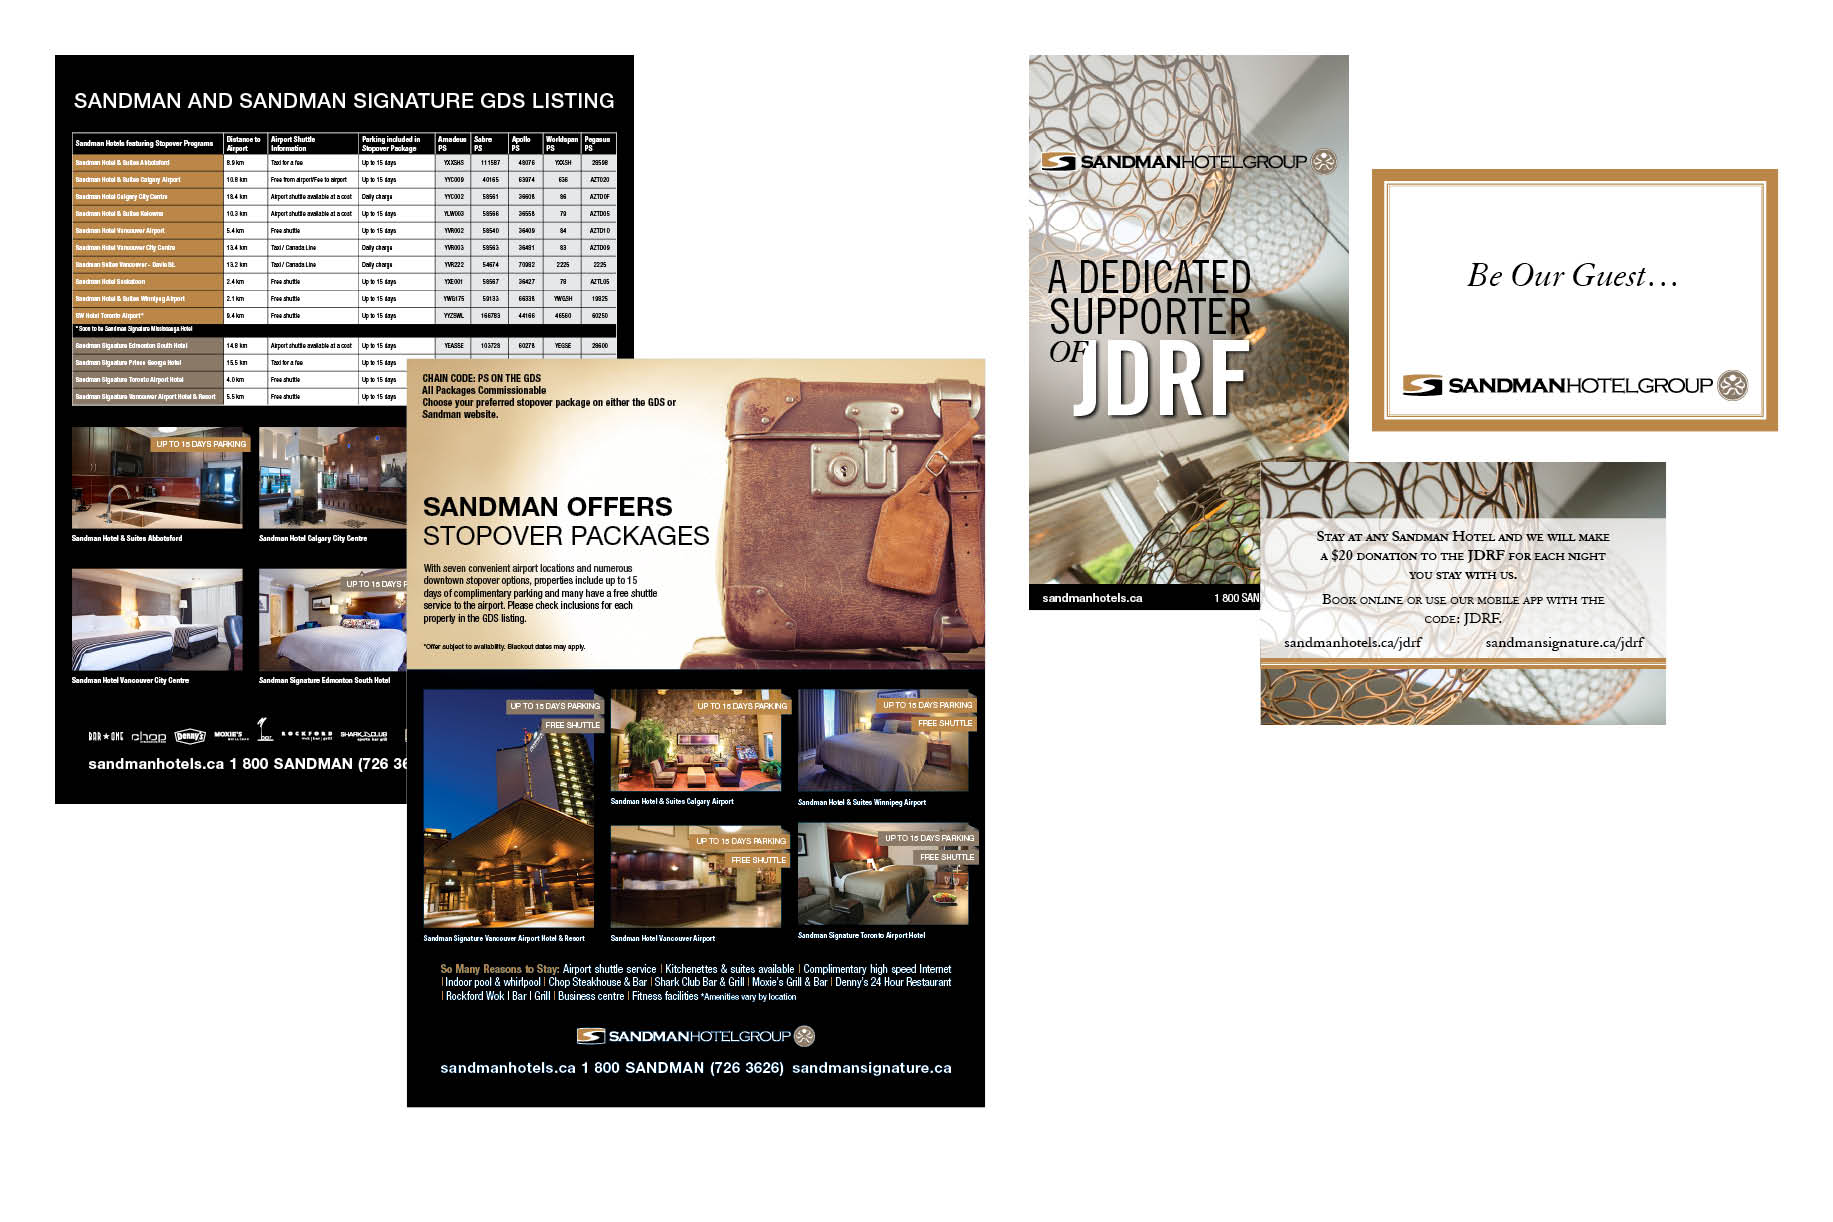 SANDMAN AND SANDMAN SIGNATURE GDS LISTING
Sandman Hotels featuring Stopover Programs Distance to Airport Airport Shuttle Information Parking included in Stopover Package Amadeus PS Sabre PS Apollo PS Worldspan PS Pegasus PS
Sandman Hotel & Suites Abbotsford 8.9 km Taxi for a fee Up to 15 days YXXSHS 111587 48076 YXXSH 28598
Sandman Hotel & Suites Calgary Airport 10.8 km Free from airport/Fee to airport Up to 15 days YYC009 40165 63974 636 AZTD20
Sandman Hotel Calgary City Centre 18.4 km Airport shuttle available at a cost Daily charge YYC002 58561 36608 86 AZTD0F
Sandman Hotel & Suites Kelowna 10.3 km Airport shuttle available at a cost Up to 15 days YLW003 58566 36558 79 AZTD05
Sandman Hotel Vancouver Airport 5.4 km Free shuttle Up to 15 days YVR002 58540 36409 84 AZTD10
Sandman Hotel Vancouver City Centre 13.4 km Taxi / Canada Line Daily charge YVR003 58563 36481 83 AZTD09
Sandman Suites Vancouver - Davie St. 13.2 km Taxi / Canada Line Daily charge YVR222 54674 70982 2225 2225
Sandman Hotel Saskatoon 2.4 km Free shuttle Up to 15 days YXE001 58567 36427 78 AZTL05
Sandman Hotel & Suites Winnipeg Airport 2.1 km Free shuttle Up to 15 days YWG175 59133 66338 YWGSH 19825
SW Hotel Toronto Airport* 9.4 km Free shuttle Up to 15 days YYZSWL 166783 44166 46560 60250
* Soon to be Sandman Signature Mississauga Hotel
Sandman Signature Edmonton South Hotel 14.8 km Airport shuttle available at a cost Up to 15 days YEASSE 103728 60278 YEGSE 28600
Sandman Signature Prince George Hotel 15.5 km Taxi for a fee Up to 15 days
Sandman Signature Toronto Airport Hotel 4.0 km Free shuttle Up to 15 days
Sandman Signature Vancouver Airport Hotel & Resort 5.5 km Free shuttle Up to 15 days
UP TO 15 DAYS PARKING
Sandman Hotel & Suites Abbotsford
Sandman Hotel Calgary City Centre
UP TO 15 DAYS P
Sandman Hotel Vancouver City Centre
Sandman Signature Edmonton South Hotel
BAR ★ ONE chop Denny's MOXIE'S ROCKFORD wok | bar | grill SHARK CLUB sports bar grill
sandmanhotels.ca 1 800 SANDMAN (726 36
CHAIN CODE: PS ON THE GDS
All Packages Commissionable
Choose your preferred stopover package on either the GDS or
Sandman website.
SANDMAN OFFERS
STOPOVER PACKAGES
With seven convenient airport locations and numerous
downtown stopover options, properties include up to 15
days of complimentary parking and many have a free shuttle
service to the airport. Please check inclusions for each
property in the GDS listing.
*Offer subject to availability. Blackout dates may apply.
UP TO 15 DAYS PARKING
FREE SHUTTLE
UP TO 15 DAYS PARKING
UP TO 15 DAYS PARKING
FREE SHUTTLE
Sandman Hotel & Suites Calgary Airport
Sandman Hotel & Suites Winnipeg Airport
UP TO 15 DAYS PARKING
FREE SHUTTLE
UP TO 15 DAYS PARKING
FREE SHUTTLE
Sandman Signature Vancouver Airport Hotel & Resort
Sandman Hotel Vancouver Airport
Sandman Signature Toronto Airport Hotel
So Many Reasons to Stay: Airport shuttle service | Kitchenettes & suites available | Complimentary high speed Internet
| Indoor pool & whirlpool | Chop Steakhouse & Bar | Shark Club Bar & Grill | Moxie's Grill & Bar | Denny's 24 Hour Restaurant
| Rockford Wok | Bar | Grill | Business centre | Fitness facilities *Amenities vary by location
SANDMANHOTELGROUP
sandmanhotels.ca 1 800 SANDMAN (726 3626) sandmansignature.ca
SANDMANHOTELGROUP
A DEDICATED
SUPPORTER
OF JDRF
sandmanhotels.ca 1 800 SAN
Be Our Guest...
SANDMANHOTELGROUP
STAY AT ANY SANDMAN HOTEL AND WE WILL MAKE
A $20 DONATION TO THE JDRF FOR EACH NIGHT
YOU STAY WITH US.
BOOK ONLINE OR USE OUR MOBILE APP WITH THE
CODE: JDRF.
sandmanhotels.ca/jdrf sandmansignature.ca/jdrf